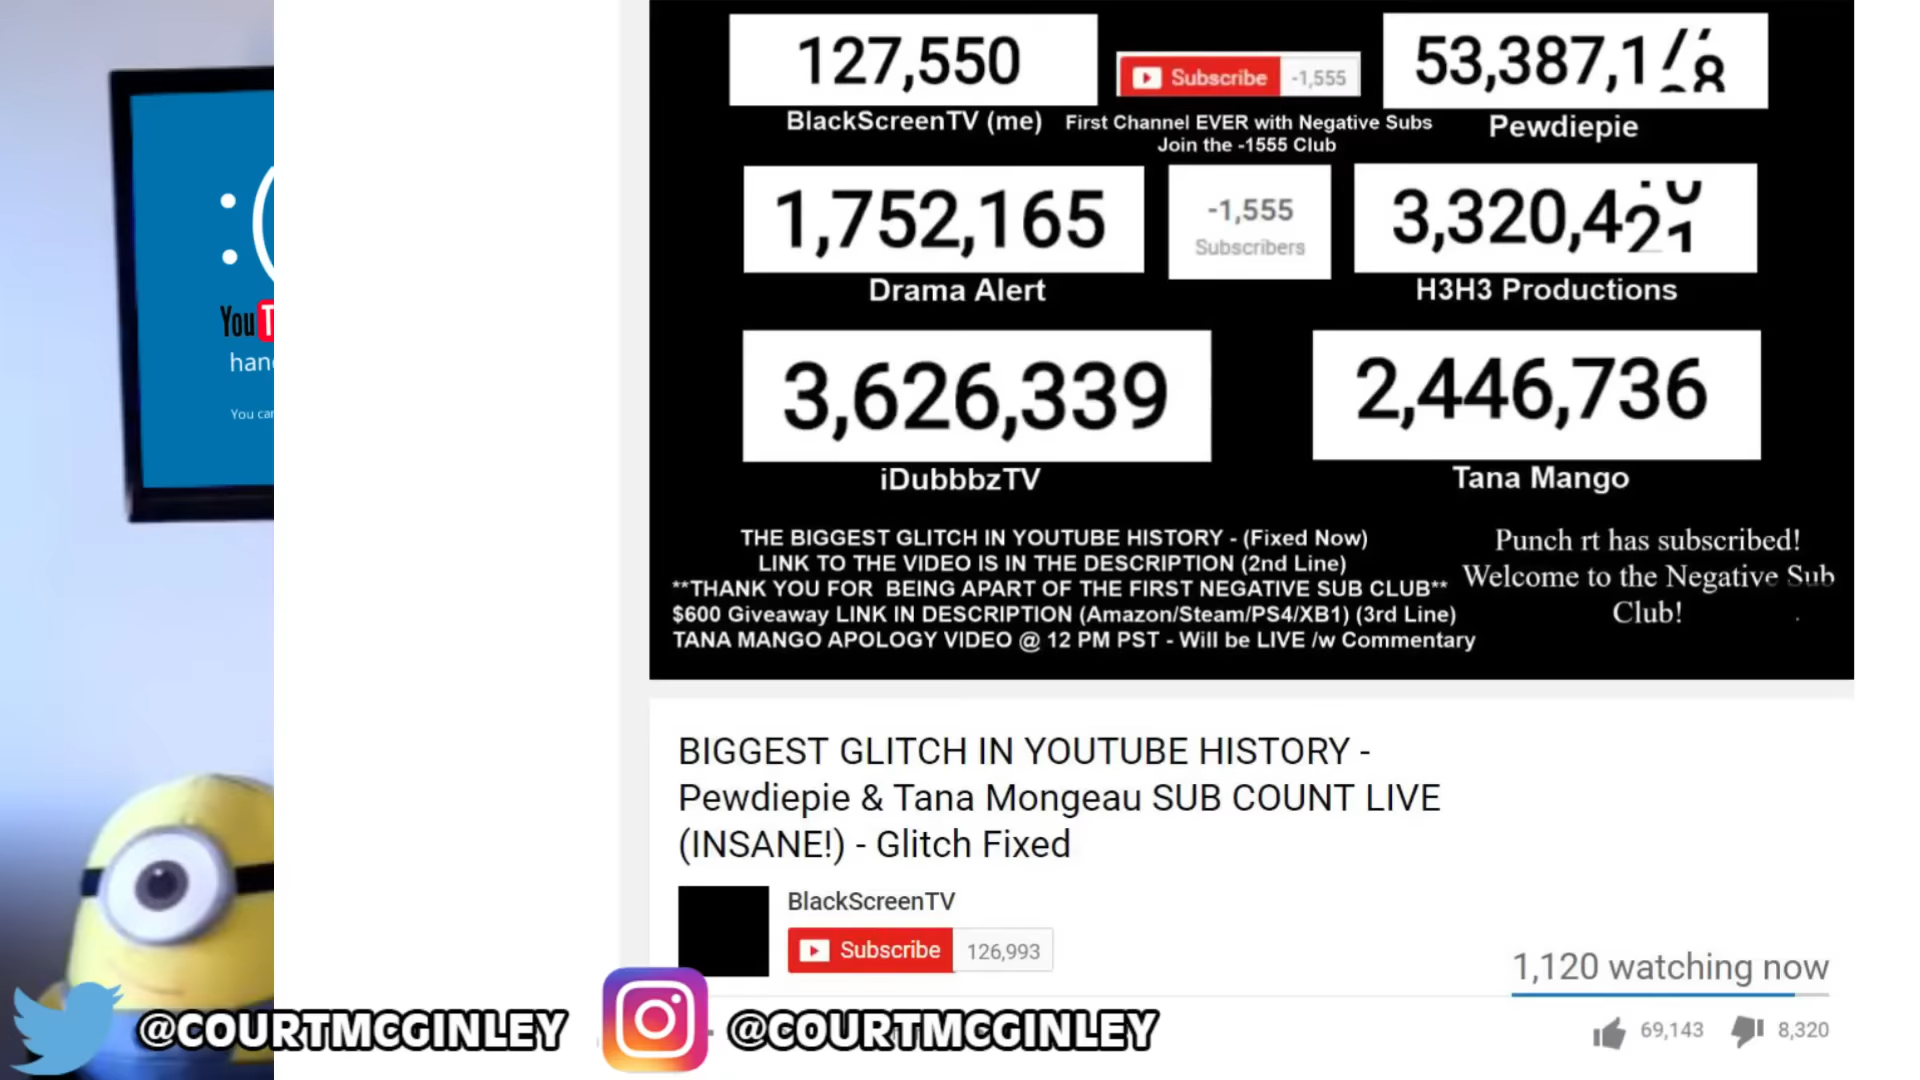 127,550
BlackScreenTV (me)
Subscribe -1,555
First Channel EVER with Negative Subs
Join the -1555 Club
Pewdiepie
1,752,165
Drama Alert
-1,555
Subscribers
H3H3 Productions
3,626,339
iDubbbzTV
2,446,736
Tana Mango
THE BIGGEST GLITCH IN YOUTUBE HISTORY - (Fixed Now)
LINK TO THE VIDEO IS IN THE DESCRIPTION (2nd Line)
**THANK YOU FOR BEING APART OF THE FIRST NEGATIVE SUB CLUB**
$600 Giveaway LINK IN DESCRIPTION (Amazon/Steam/PS4/XB1) (3rd Line)
TANA MANGO APOLOGY VIDEO @ 12 PM PST - Will be LIVE /w Commentary
Punch rt has subscribed!
Welcome to the Negative Sub
Club!
:(
You
You
BIGGEST GLITCH IN YOUTUBE HISTORY -
Pewdiepie & Tana Mongeau SUB COUNT LIVE
(INSANE!) - Glitch Fixed
BlackScreenTV
Subscribe 126,993
1,120 watching now
69,143 8,320
@COURTMCGINLEY @COURTMCGINLEY